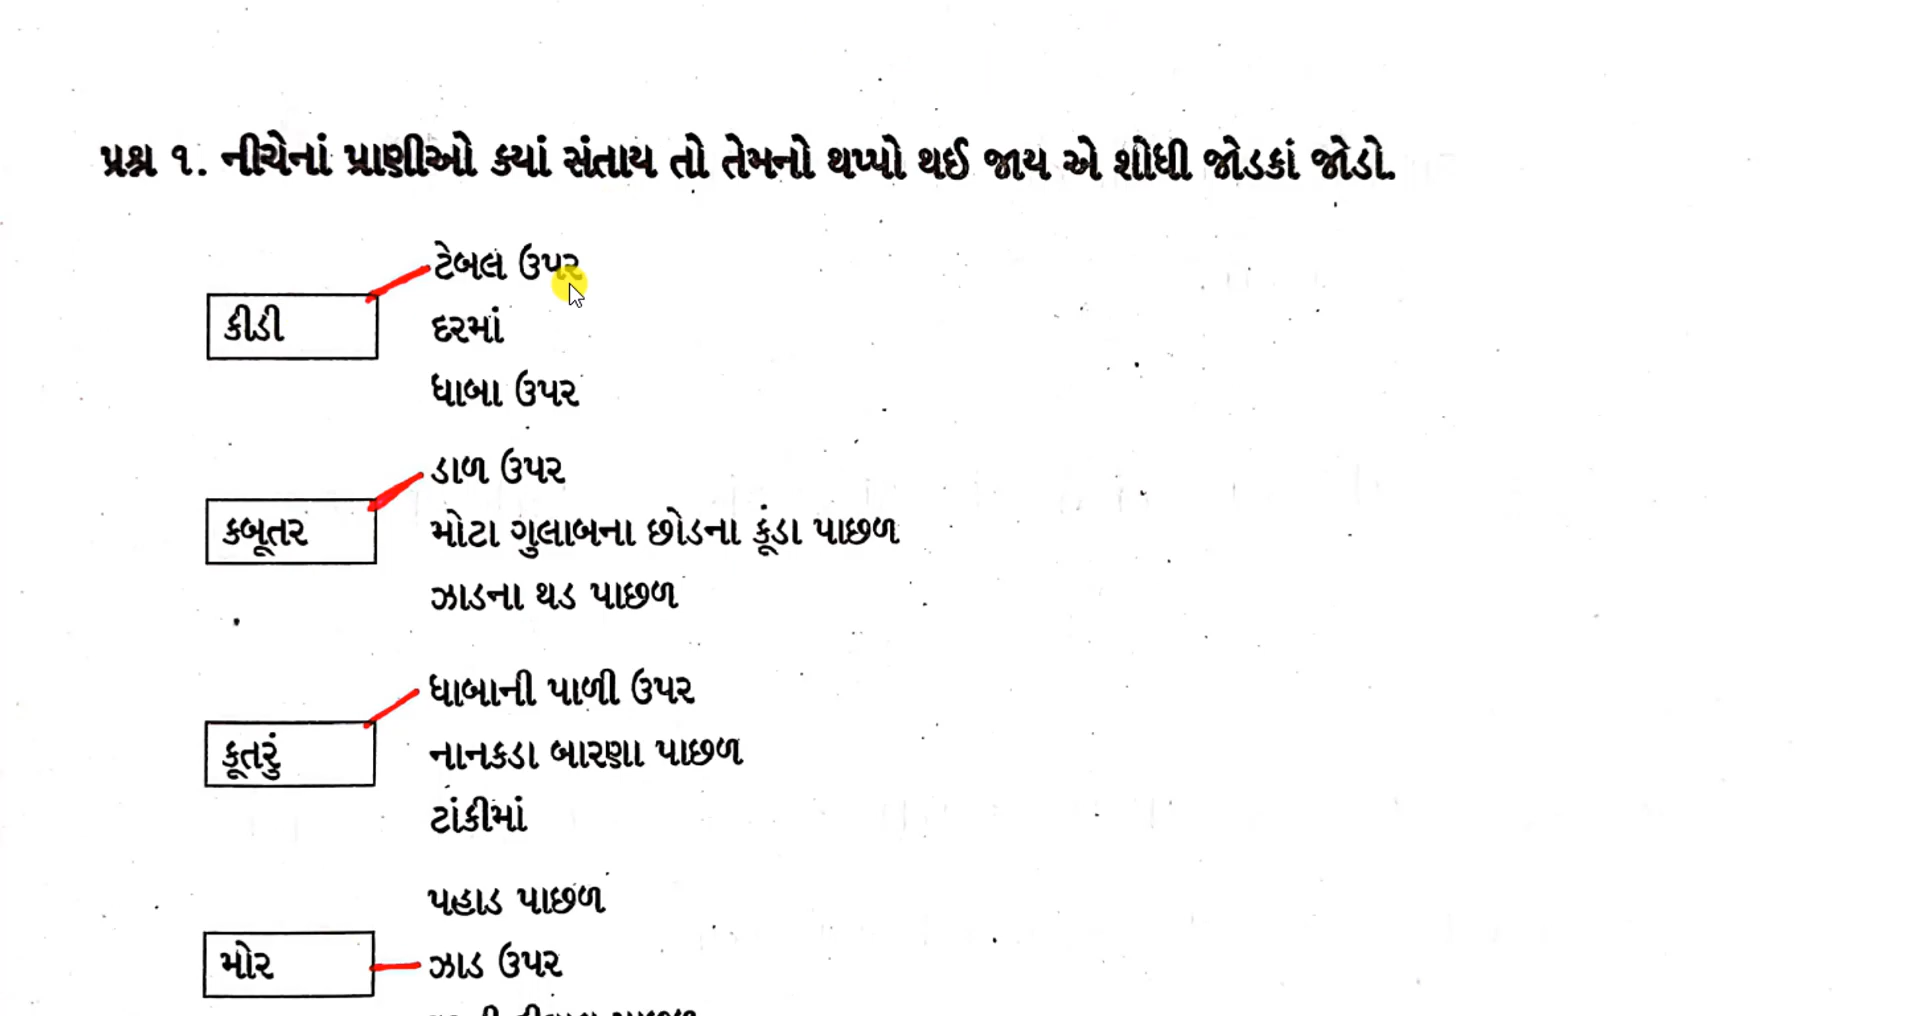 પ્રશ્ન ૧. નીચેનાં પ્રાણીઓ ક્યાં સંતાય તો તેમનો થપ્પો થઈ જાય એ શોધી જોડકાં જોડો.
ટેબલ ઉપર
કીડી
દરમાં
ધાબા ઉપર
ડાળ ઉપર
કબૂતર
મોટા ગુલાબના છોડના કૂંડા પાછળ
ઝાડના થડ પાછળ
ધાબાની પાળી ઉપર
કૂતરું
નાનકડા બારણા પાછળ
ટાંકીમાં
પહાડ પાછળ
મોર
ઝાડ ઉપર